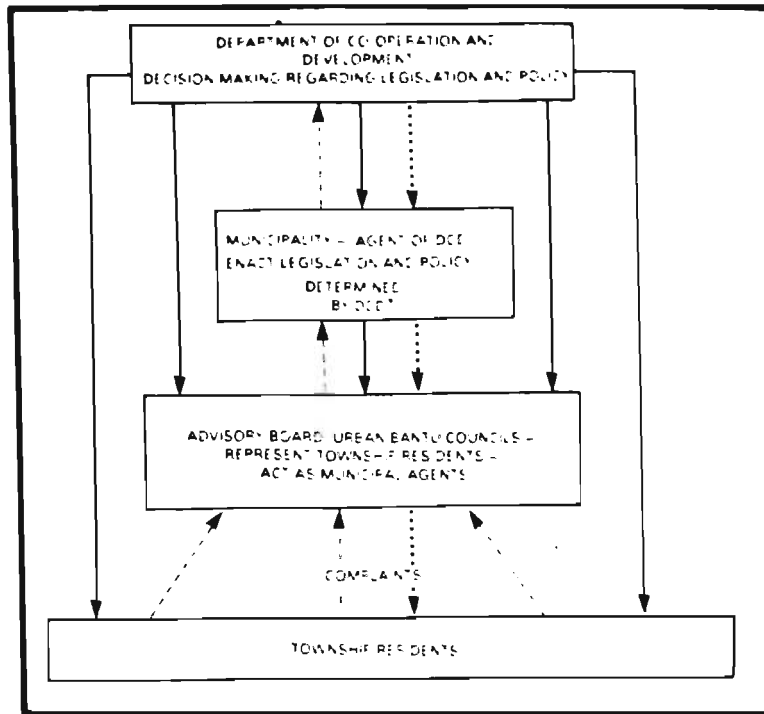 DEPARTMENT OF CO-OPERATION AND
DEVELOPMENT
DECISION MAKING REGARDING LEGISLATION AND POLICY
MUNICIPALITY – AGENT OF DCD
ENACT LEGISLATION AND POLICY
DETERMINED
BY DCD*
ADVISORY BOARD URBAN BANTU COUNCILS –
REPRESENT TOWNSHIP RESIDENTS –
ACT AS MUNICIPAL AGENTS
COMPLAINTS
TOWNSHIP RESIDENTS